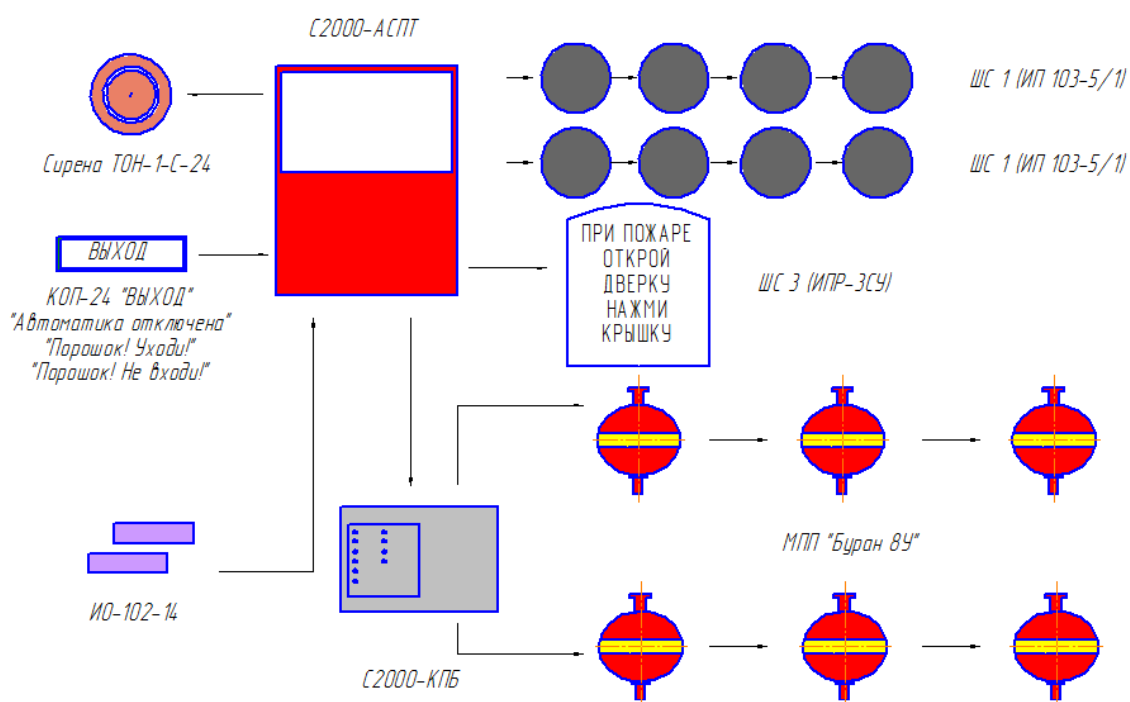 С2000-АСПТ
ШС 1 (ИП 103-5/1)
Сирена ТОН-1-С-24
ШС 1 (ИП 103-5/1)
ВЫХОД
ПРИ ПОЖАРЕ
ОТКРОЙ
ДВЕРКУ
НАЖМИ
КРЫШКУ
ШС 3 (ИПР-3СУ)
КОП-24 "ВЫХОД"
"Автоматика отключена"
"Порошок! Уходи!"
"Порошок! Не входи!"
МПП "Буран 8У"
ИО-102-14
С2000-КПБ